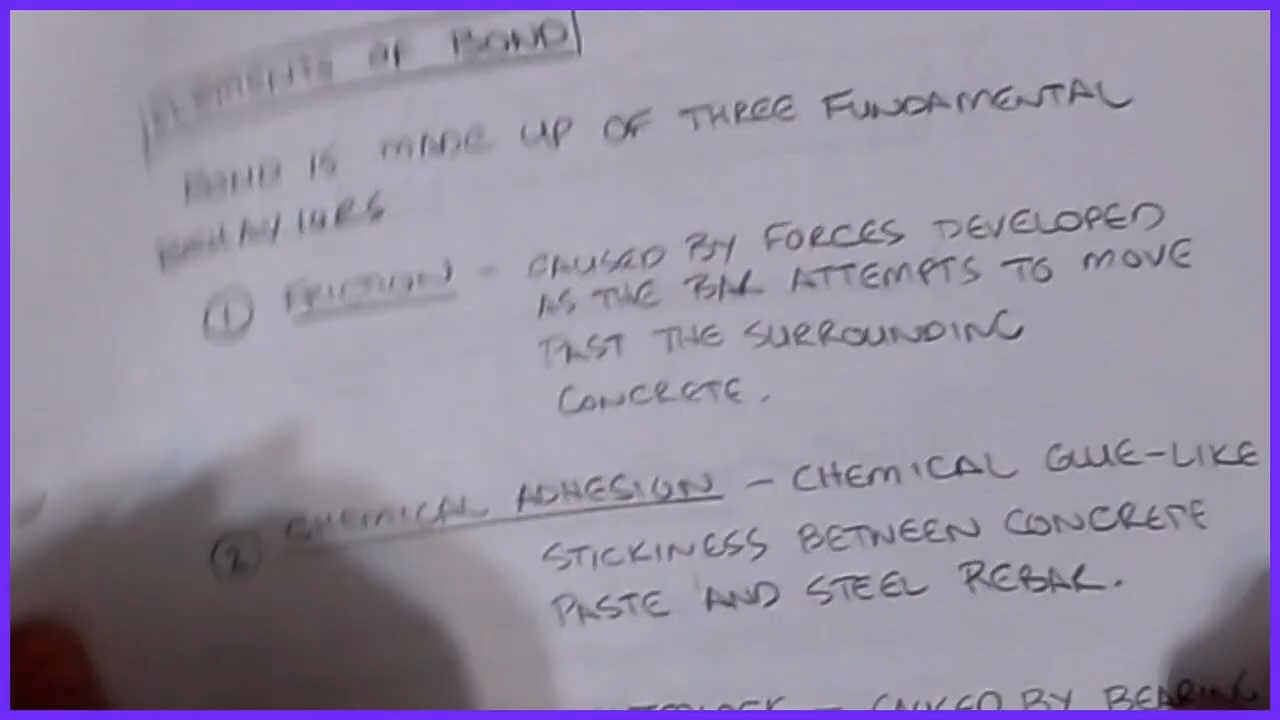 ELEMENTS OF BOND
BOND IS MADE UP OF THREE FUNDAMENTAL
BEHAVIORS
① FRICTION - CAUSED BY FORCES DEVELOPED
AS THE BAR ATTEMPTS TO MOVE
PAST THE SURROUNDING
CONCRETE.
② CHEMICAL ADHESION - CHEMICAL GLUE-LIKE
STICKINESS BETWEEN CONCRETE
PASTE AND STEEL REBAR.
- CAUSED BY BEARING